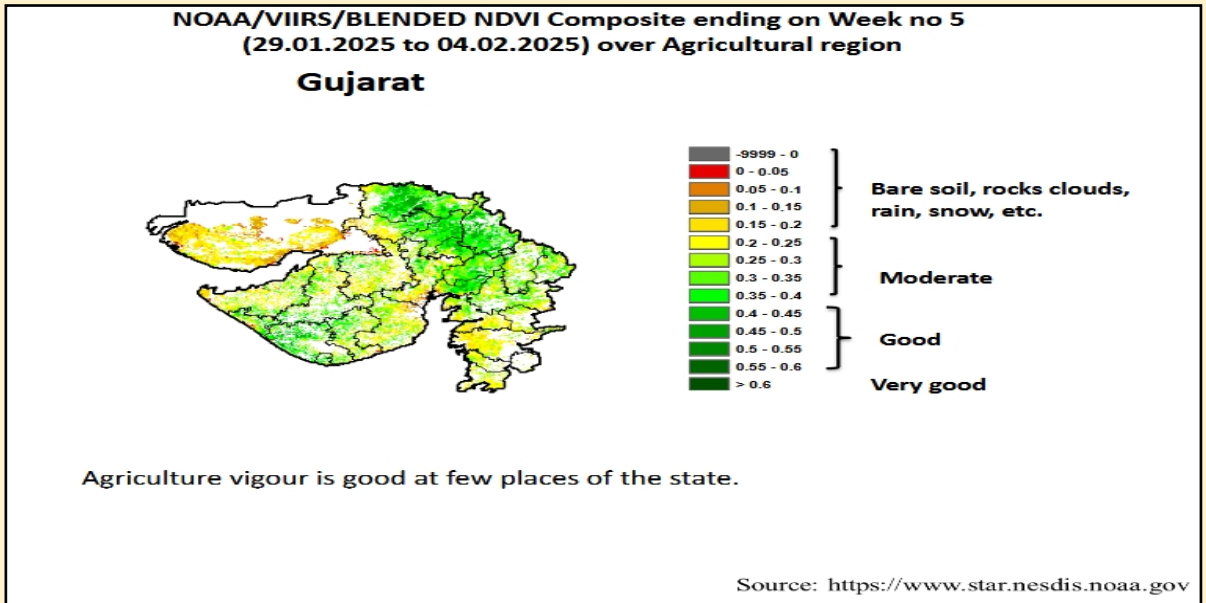 NOAA/VIIRS/BLENDED NDVI Composite ending on Week no 5
(29.01.2025 to 04.02.2025) over Agricultural region
Gujarat
-9999 - 0
0 - 0.05
0.05 - 0.1
0.1 - 0.15
0.15 - 0.2
0.2 - 0.25
0.25 - 0.3
0.3 - 0.35
0.35 - 0.4
0.4 - 0.45
0.45 - 0.5
0.5 - 0.55
0.55 - 0.6
> 0.6
Bare soil, rocks clouds,
rain, snow, etc.
Moderate
Good
Very good
Agriculture vigour is good at few places of the state.
Source: https://www.star.nesdis.noaa.gov